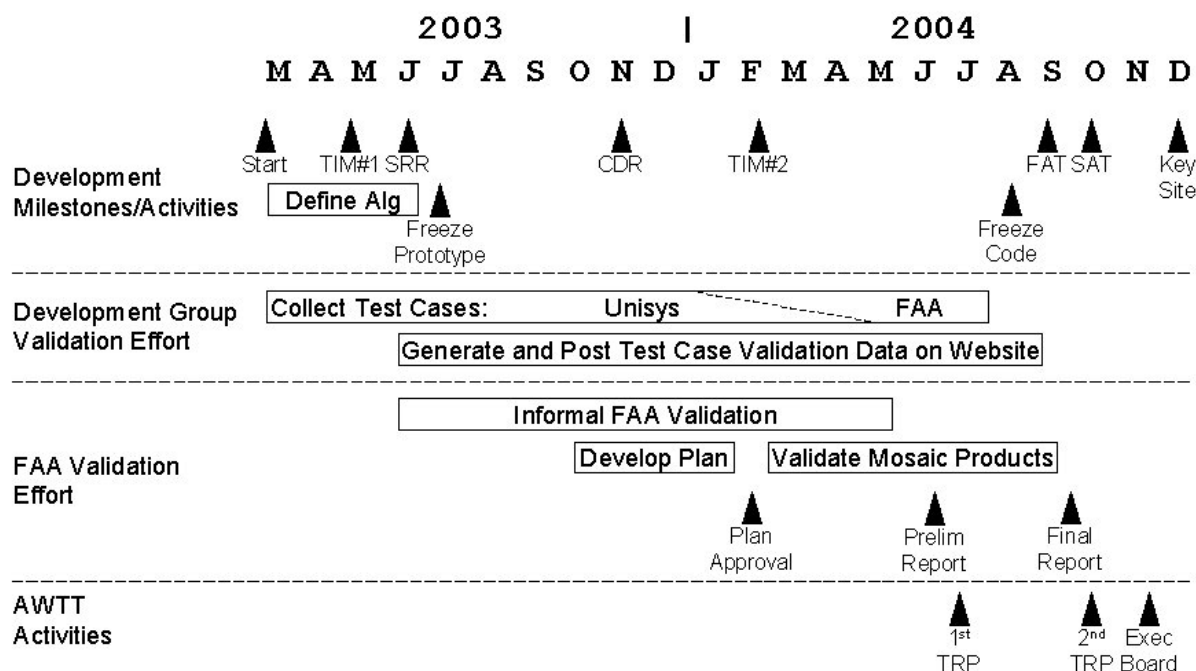 2003 | 2004
M A M J J A S O N D J F M A M J J A S O N D
Start TIM#1 SRR CDR TIM#2 FAT SAT Key
Site
Development
Milestones/Activities
Define Alg
Freeze
Prototype
Freeze
Code
Development Group
Validation Effort
Collect Test Cases: Unisys FAA
Generate and Post Test Case Validation Data on Website
FAA Validation
Effort
Informal FAA Validation
Develop Plan Validate Mosaic Products
Plan
Approval
Prelim
Report
Final
Report
AWTT
Activities
1st
TRP
2nd
TRP
Exec
Board